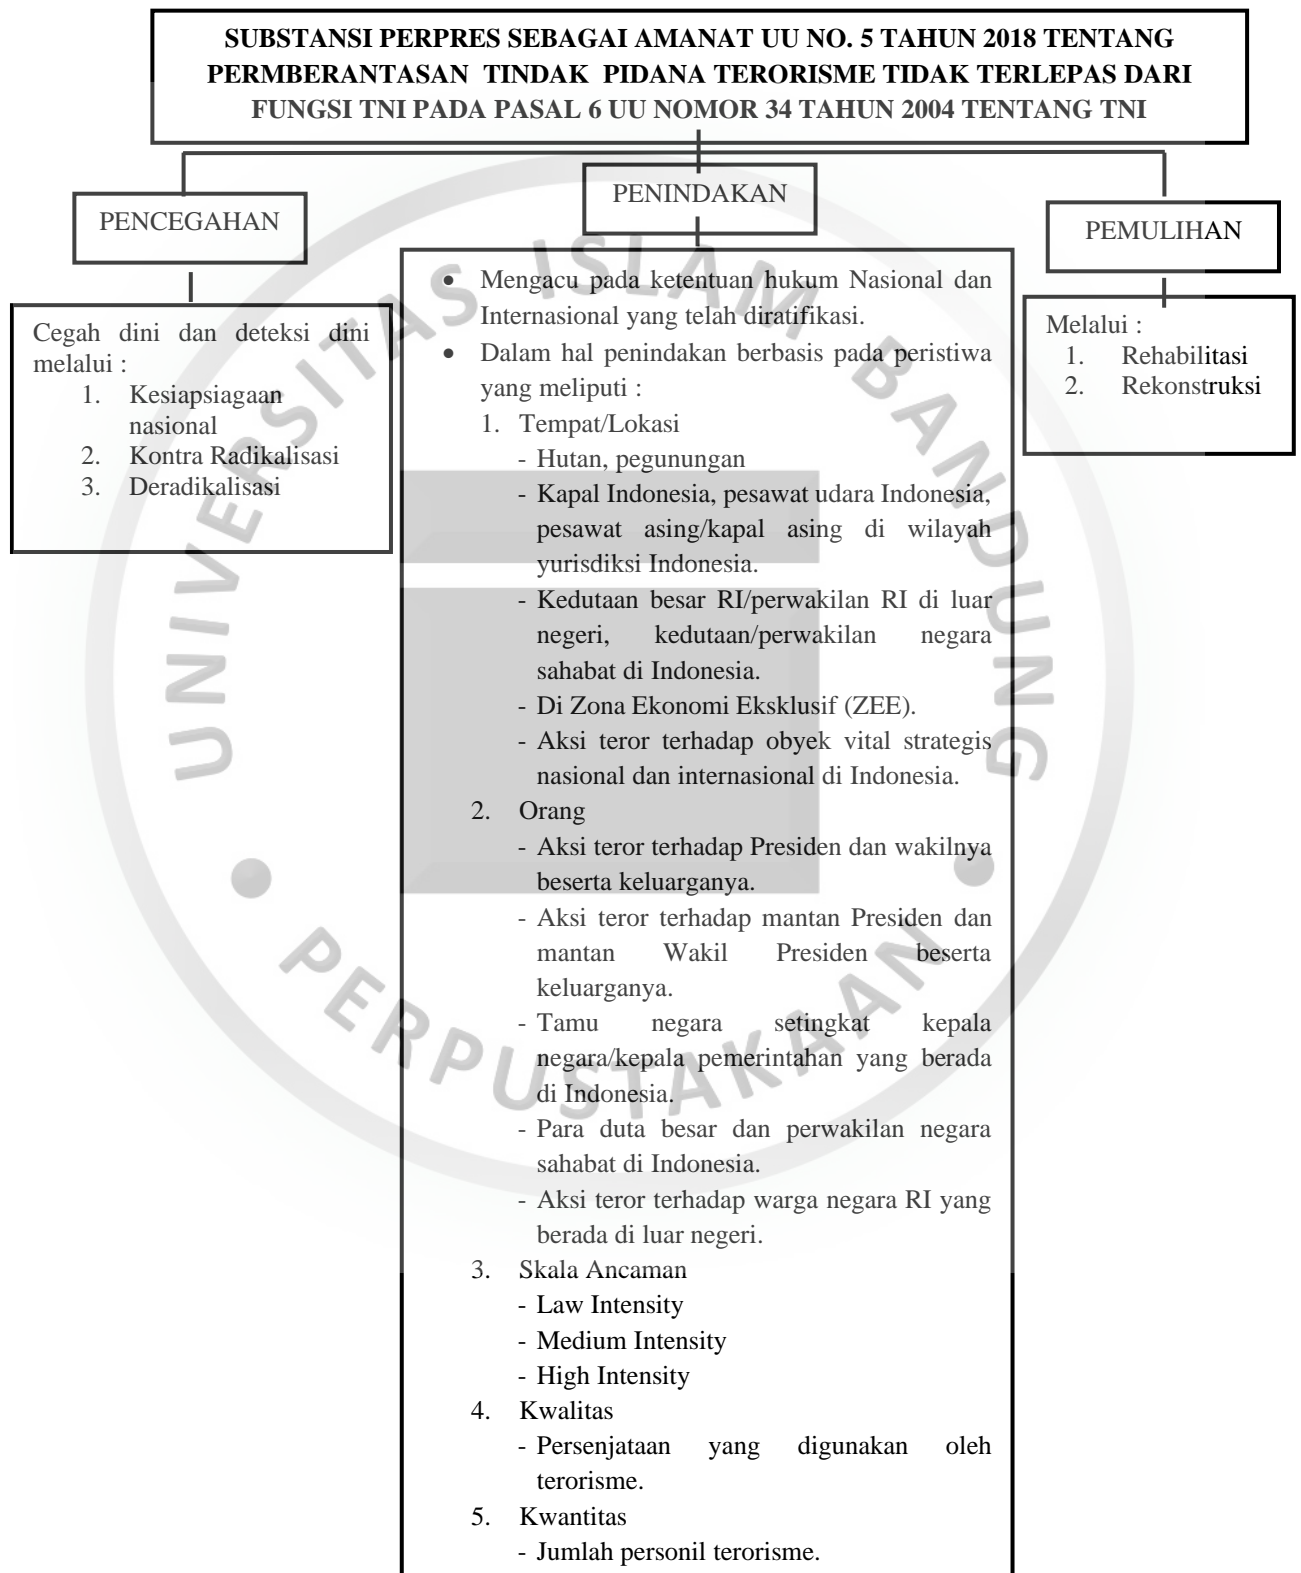 SUBSTANSI PERPRES SEBAGAI AMANAT UU NO. 5 TAHUN 2018 TENTANG
PERMBERANTASAN TINDAK PIDANA TERORISME TIDAK TERLEPAS DARI
FUNGSI TNI PADA PASAL 6 UU NOMOR 34 TAHUN 2004 TENTANG TNI
PENCEGAHAN
Cegah dini dan deteksi dini
melalui :
1. Kesiapsiagaan
nasional
2. Kontra Radikalisasi
3. Deradikalisasi
PENINDAKAN
• Mengacu pada ketentuan hukum Nasional dan
Internasional yang telah diratifikasi.
• Dalam hal penindakan berbasis pada peristiwa
yang meliputi :
1. Tempat/Lokasi
- Hutan, pegunungan
- Kapal Indonesia, pesawat udara Indonesia,
pesawat asing/kapal asing di wilayah
yurisdiksi Indonesia.
- Kedutaan besar RI/perwakilan RI di luar
negeri, kedutaan/perwakilan negara
sahabat di Indonesia.
- Di Zona Ekonomi Eksklusif (ZEE).
- Aksi teror terhadap obyek vital strategis
nasional dan internasional di Indonesia.
2. Orang
- Aksi teror terhadap Presiden dan wakilnya
beserta keluarganya.
- Aksi teror terhadap mantan Presiden dan
mantan Wakil Presiden beserta
keluarganya.
- Tamu negara setingkat kepala
negara/kepala pemerintahan yang berada
di Indonesia.
- Para duta besar dan perwakilan negara
sahabat di Indonesia.
- Aksi teror terhadap warga negara RI yang
berada di luar negeri.
3. Skala Ancaman
- Law Intensity
- Medium Intensity
- High Intensity
4. Kwalitas
- Persenjataan yang digunakan oleh
terorisme.
5. Kwantitas
- Jumlah personil terorisme.
PEMULIHAN
Melalui :
1. Rehabilitasi
2. Rekonstruksi
UNIVERSITAS ISLAM BANDUNG
PERPUSTAKAAN